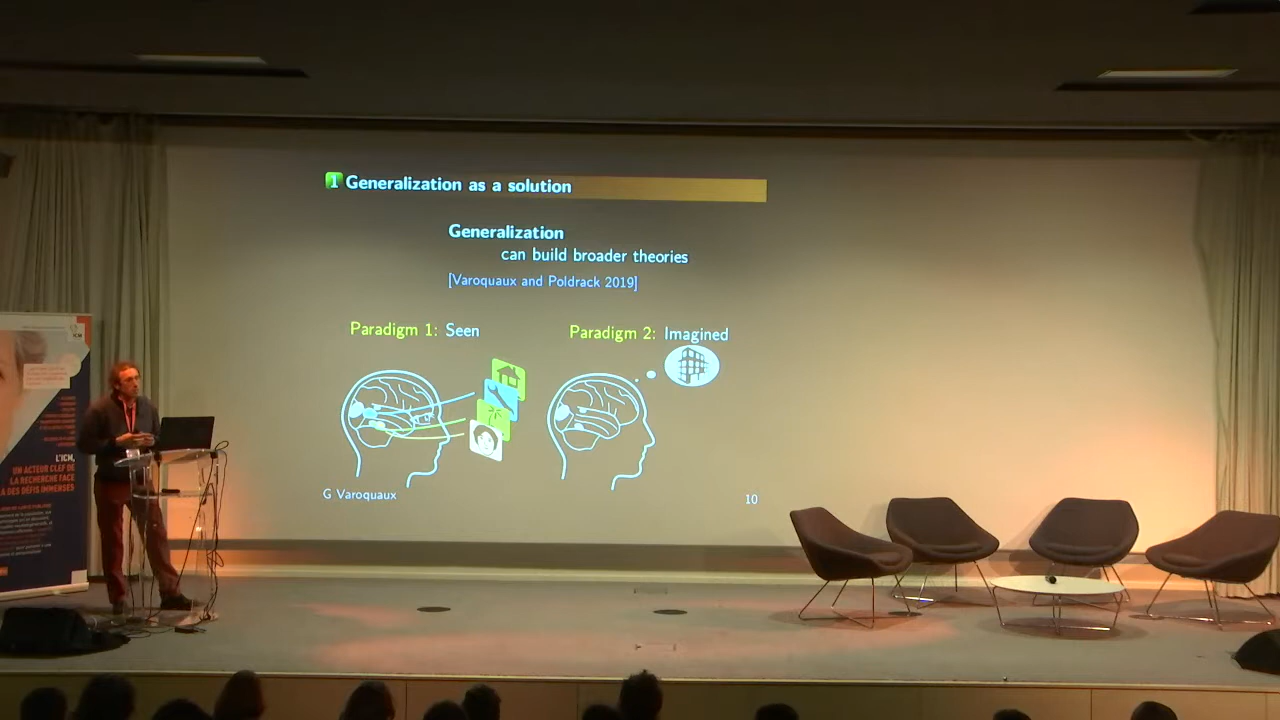 1 Generalization as a solution
Generalization
can build broader theories
[Varoquaux and Poldrack 2019]
Paradigm 1: Seen
Paradigm 2: Imagined
G Varoquaux
10
L'ICM,
UN ACTEUR CLEF DE
LA RECHERCHE FACE
A DES DÉFIS IMMENSES